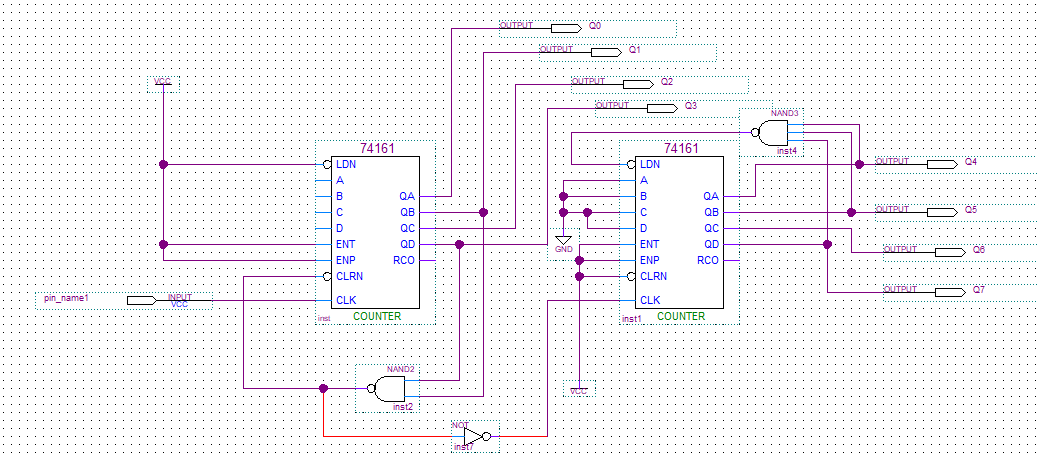 OUTPUT Q0
OUTPUT Q1
VCC
OUTPUT Q2
OUTPUT Q3
NAND3
inst4
74161
LDN
A
B
C
D
ENT
ENP
CLRN
CLK
QA
QB
QC
QD
RCO
inst
COUNTER
74161
LDN
A
B
C
D
ENT
ENP
CLRN
CLK
QA
QB
QC
QD
RCO
inst1
COUNTER
GND
OUTPUT Q4
OUTPUT Q5
OUTPUT Q6
OUTPUT Q7
pin_name1
INPUT
VCC
NAND2
inst2
VCC
NOT
inst7